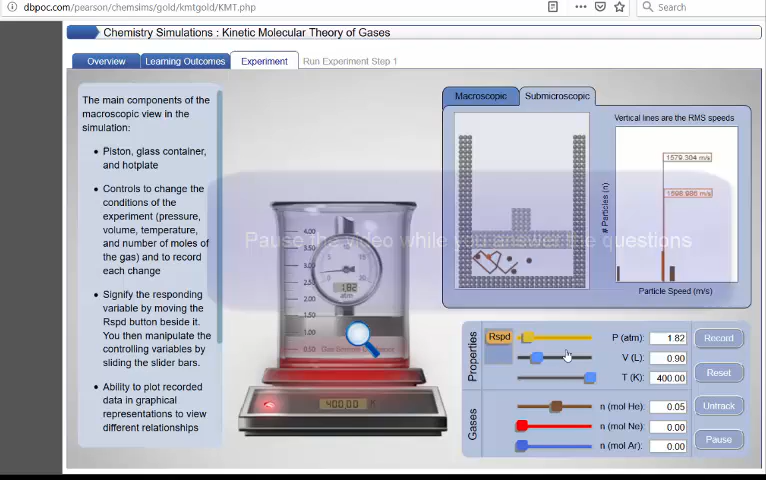 dbpoc.com/pearson/chemsims/gold/kmtgold/KMT.php
Search
Chemistry Simulations : Kinetic Molecular Theory of Gases
Overview
Learning Outcomes
Experiment
Run Experiment Step 1
The main components of the
macroscopic view in the
simulation:
Piston, glass container,
and hotplate
Controls to change the
conditions of the
experiment (pressure,
volume, temperature,
and number of moles of
the gas) and to record
each change
Signify the responding
variable by moving the
Rspd button beside it.
You then manipulate the
controlling variables by
sliding the slider bars.
Ability to plot recorded
data in graphical
representations to view
different relationships
Pause the video while you answer the questions
4.00
3.00
2.00
1.00
0.50
1.82
atm
400.00 K
Macroscopic
Submicroscopic
Vertical lines are the RMS speeds
1579.304 m/s
1598.986 m/s
# Particles (n)
Particle Speed (m/s)
Properties
Rspd
P (atm) 1.82
V (L) 0.90
T (K) 400.00
Gases
n (mol He) 0.05
n (mol Ne) 0.00
n (mol Ar) 0.00
Record
Reset
Untrack
Pause